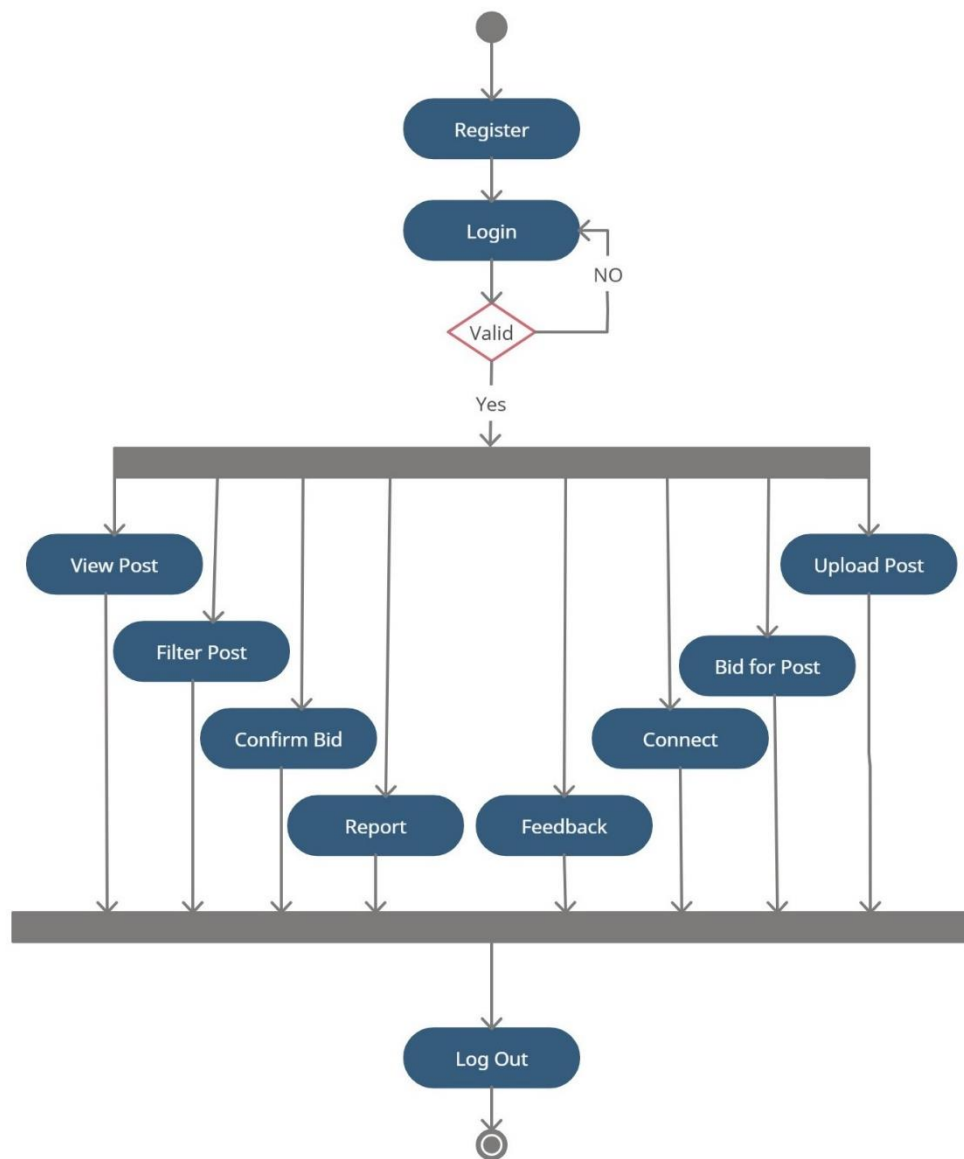 Register
Login
NO
Valid
Yes
View Post
Upload Post
Filter Post
Bid for Post
Confirm Bid
Connect
Report
Feedback
Log Out